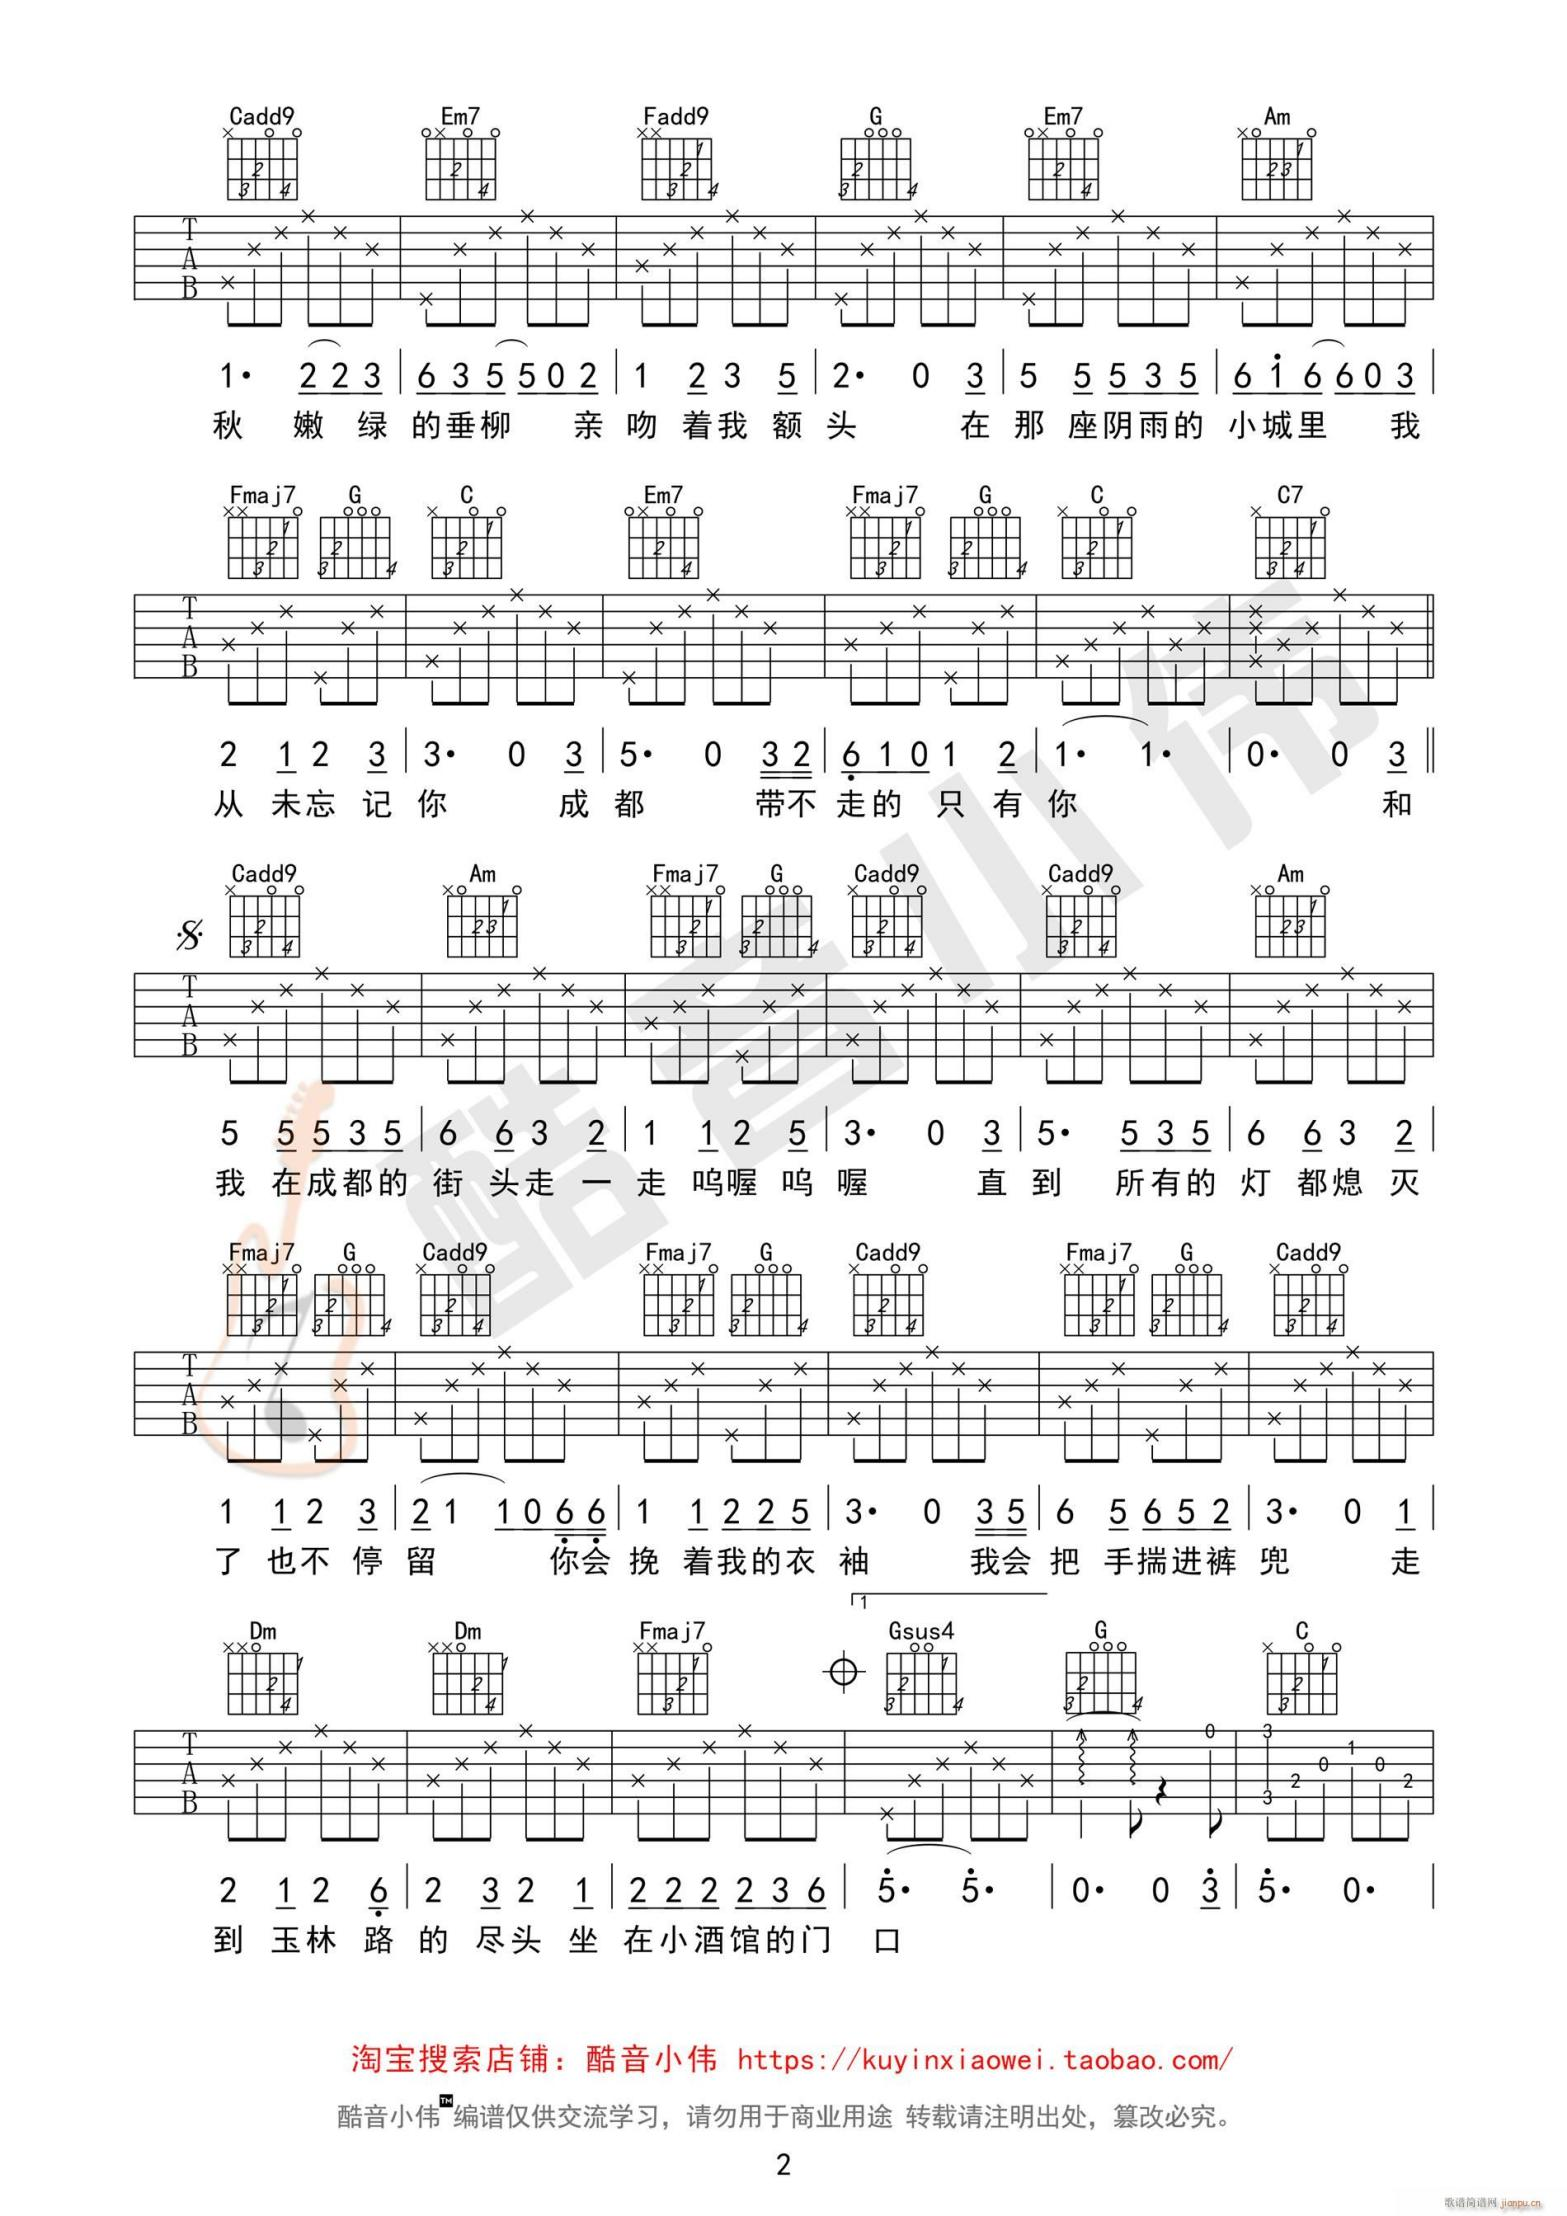 Cadd9 Em7 Fadd9 G Em7 Am
T
A
B
1· 2 2 3 | 6 3 5 5 0 2 | 1 2 3 5 | 2· 0 3 | 5 5 5 3 5 | 6 1 6 6 0 3 |
秋 嫩 绿 的垂柳 亲 吻 着我 额 头 在 那 座阴雨的 小城里 我
Fmaj7 G C Em7 Fmaj7 G C C7
T
A
B
2 1 2 3 | 3· 0 3 | 5· 0 3 2 | 6 1 0 1 2 | 1· 1· | 0· 0 3 ‖
从 未忘 记 你 成 都 带不 走的 只 有 你 和
Cadd9 Am Fmaj7 G Cadd9 Cadd9 Am
T
A
B
5 5 5 3 5 | 6 6 3 2 | 1 1 2 5 | 3· 0 3 | 5· 5 3 5 | 6 6 3 2 |
我 在成都的 街 头走 一 走 呜喔 呜 喔 直 到 所有的 灯 都熄 灭
Fmaj7 G Cadd9 Fmaj7 G Cadd9 Fmaj7 G Cadd9
T
A
B
1 1 2 3 | 2 1 1 0 6 6 | 1 1 2 2 5 | 3· 0 3 5 | 6 5 6 5 2 | 3· 0 1 |
了 也不 停 留 你会 挽 着我的衣 袖 我会 把 手揣进裤 兜 走
1
Dm Dm Fmaj7 Gsus4 G C
T
A
B
2 1 2 6 | 2 3 2 1 | 2 2 2 2 3 6 | 5· 5· | 0· 0 3 | 5· 0· |
到 玉林 路 的 尽头 坐 在小酒馆的门 口
淘宝搜索店铺：酷音小伟 https://kuyinxiaowei.taobao.com/
酷音小伟TM编谱仅供交流学习，请勿用于商业用途 转载请注明出处，篡改必究。
2
酷音小伟
歌谱简谱网 jianpu.cn